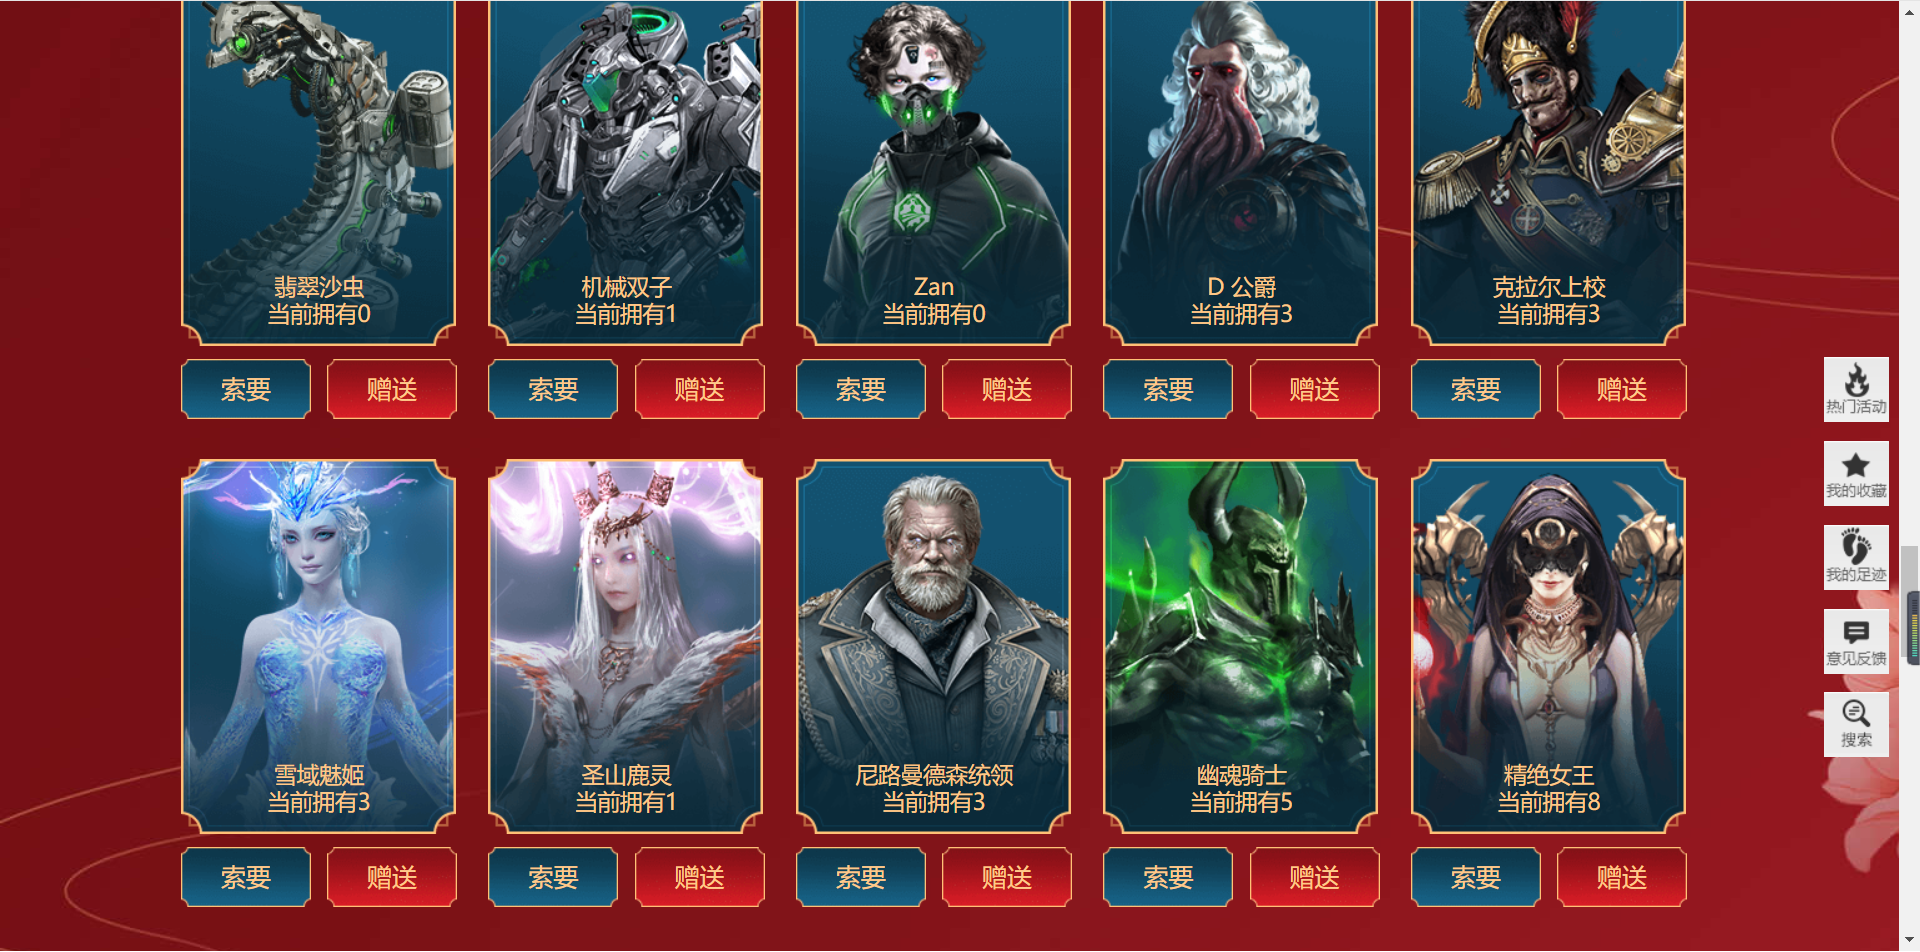 翡翠沙虫
当前拥有0
机械双子
当前拥有1
Zan
当前拥有0
D 公爵
当前拥有3
克拉尔上校
当前拥有3
索要
赠送
索要
赠送
索要
赠送
索要
赠送
索要
赠送
雪域魅姬
当前拥有3
圣山鹿灵
当前拥有1
尼路曼德森统领
当前拥有3
幽魂骑士
当前拥有5
精绝女王
当前拥有8
索要
赠送
索要
赠送
索要
赠送
索要
赠送
索要
赠送
热门活动
我的收藏
我的足迹
意见反馈
搜索